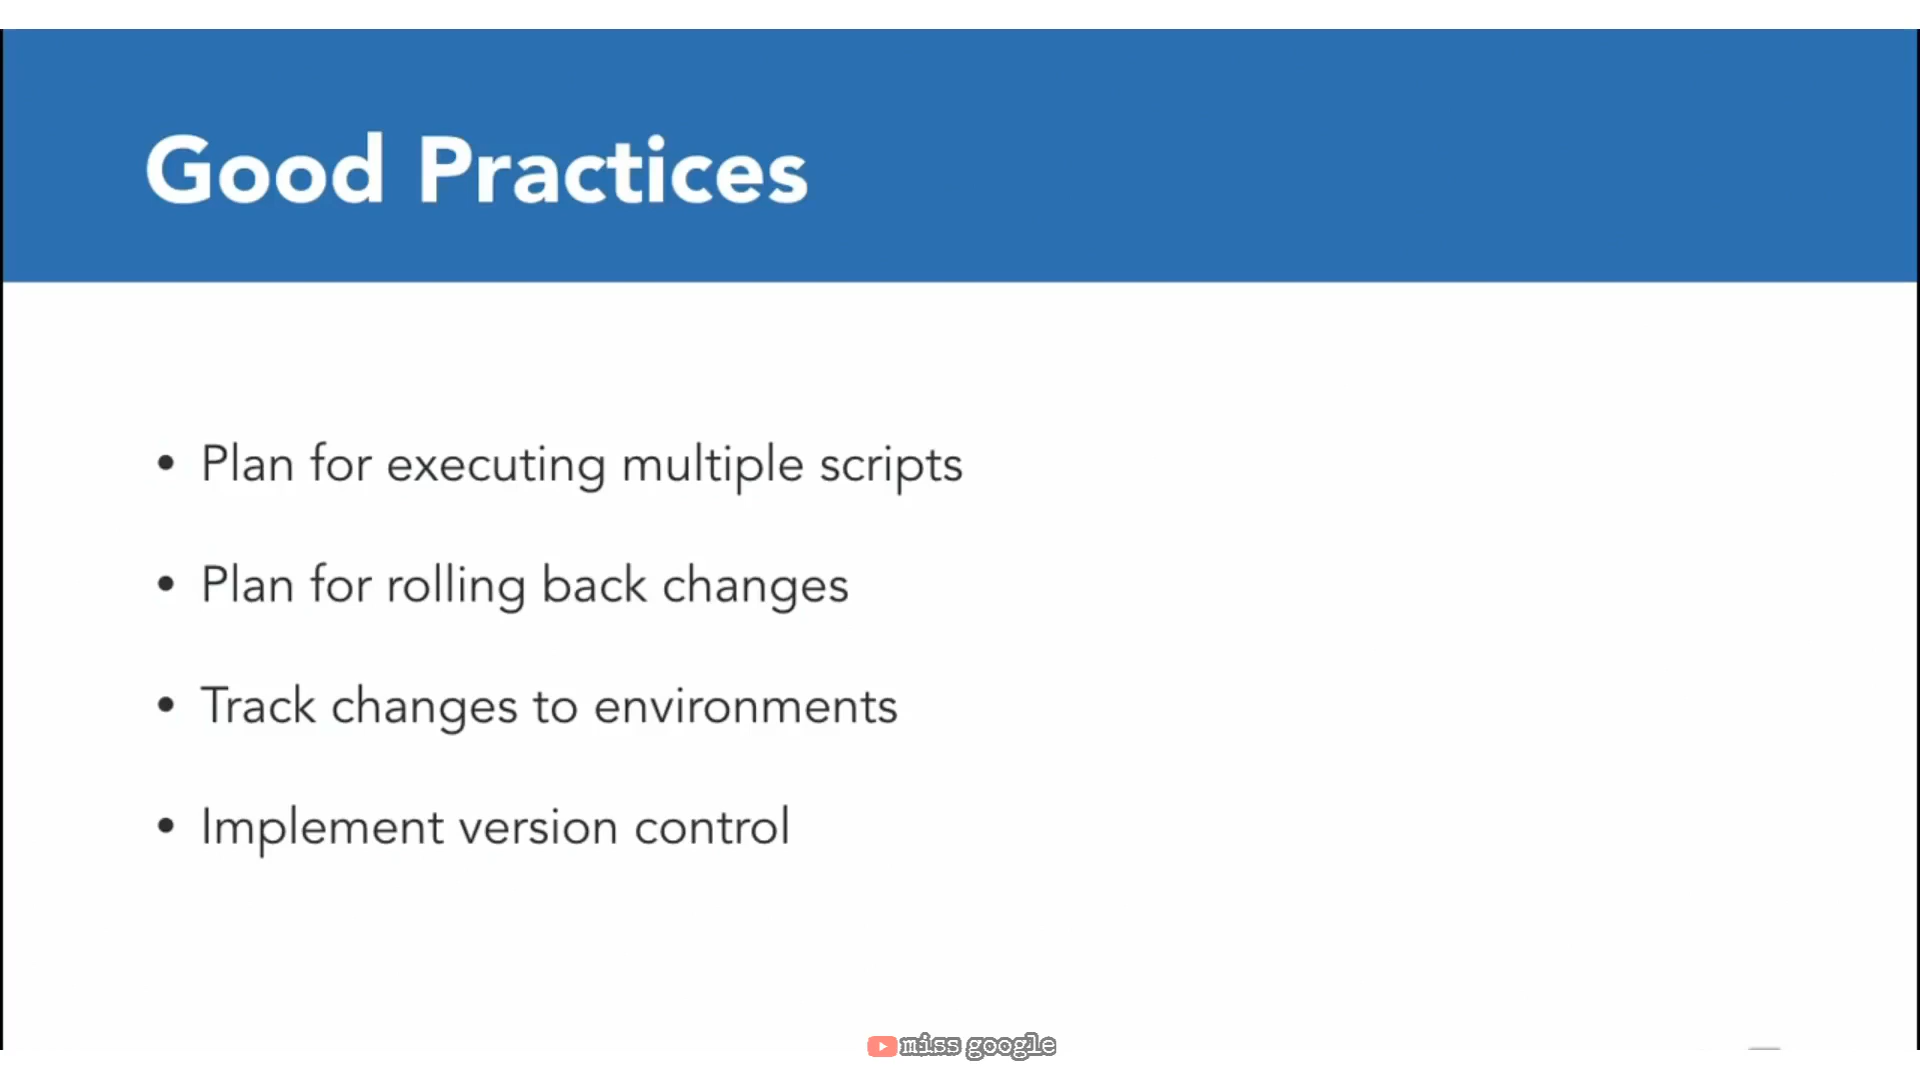 Good Practices
• Plan for executing multiple scripts
• Plan for rolling back changes
• Track changes to environments
• Implement version control
miss google